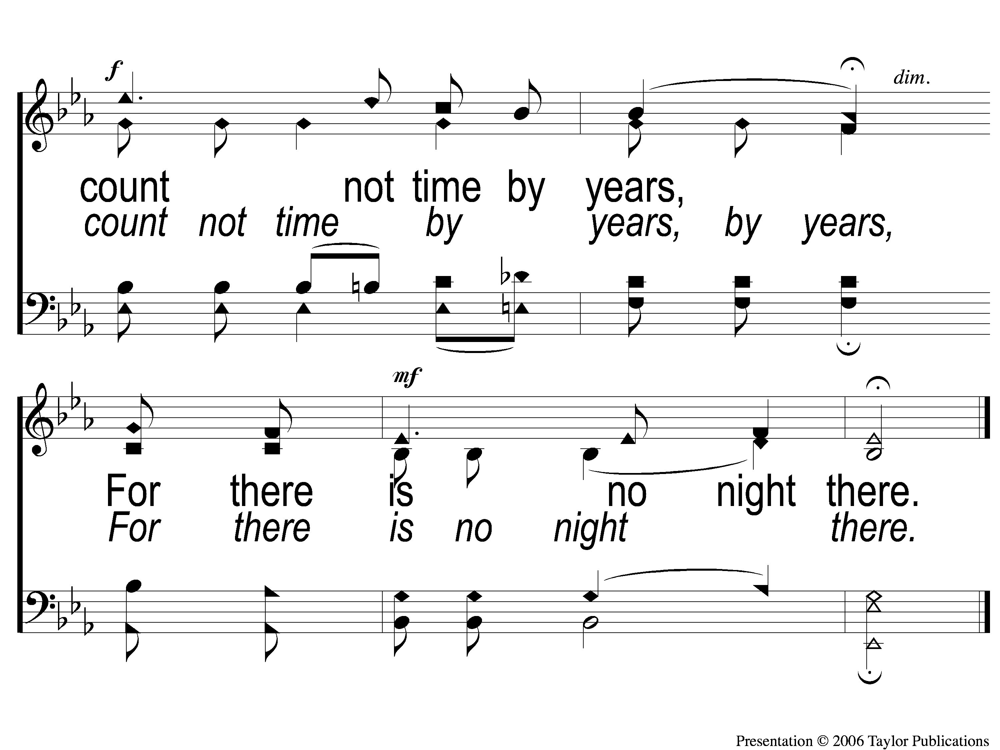 f
dim.
count not time by years,
count not time by years, by years,
mf
For there is no night there.
For there is no night there.
Presentation © 2006 Taylor Publications